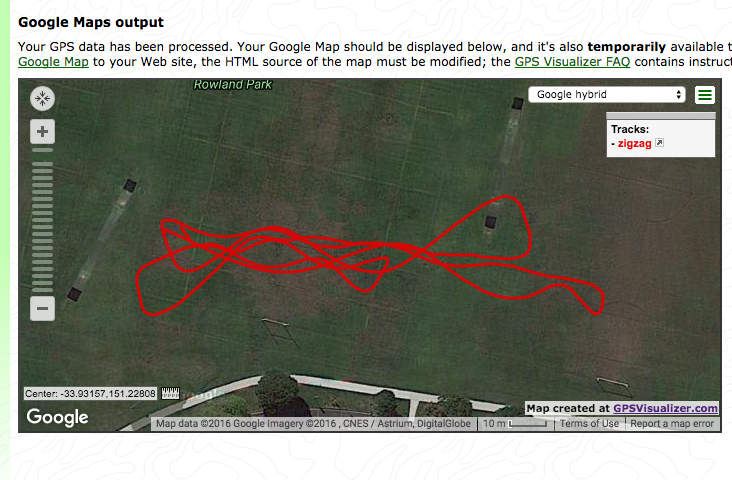 Google Maps output
Your GPS data has been processed. Your Google Map should be displayed below, and it's also temporarily available t
Google Map to your Web site, the HTML source of the map must be modified; the GPS Visualizer FAQ contains instruct
Rowland Park
Google hybrid
Tracks:
- zigzag
Center: -33.93157,151.22808
Map created at GPSVisualizer.com
Google
Map data ©2016 Google Imagery ©2016 , CNES / Astrium, DigitalGlobe
10 m
Terms of Use
Report a map error